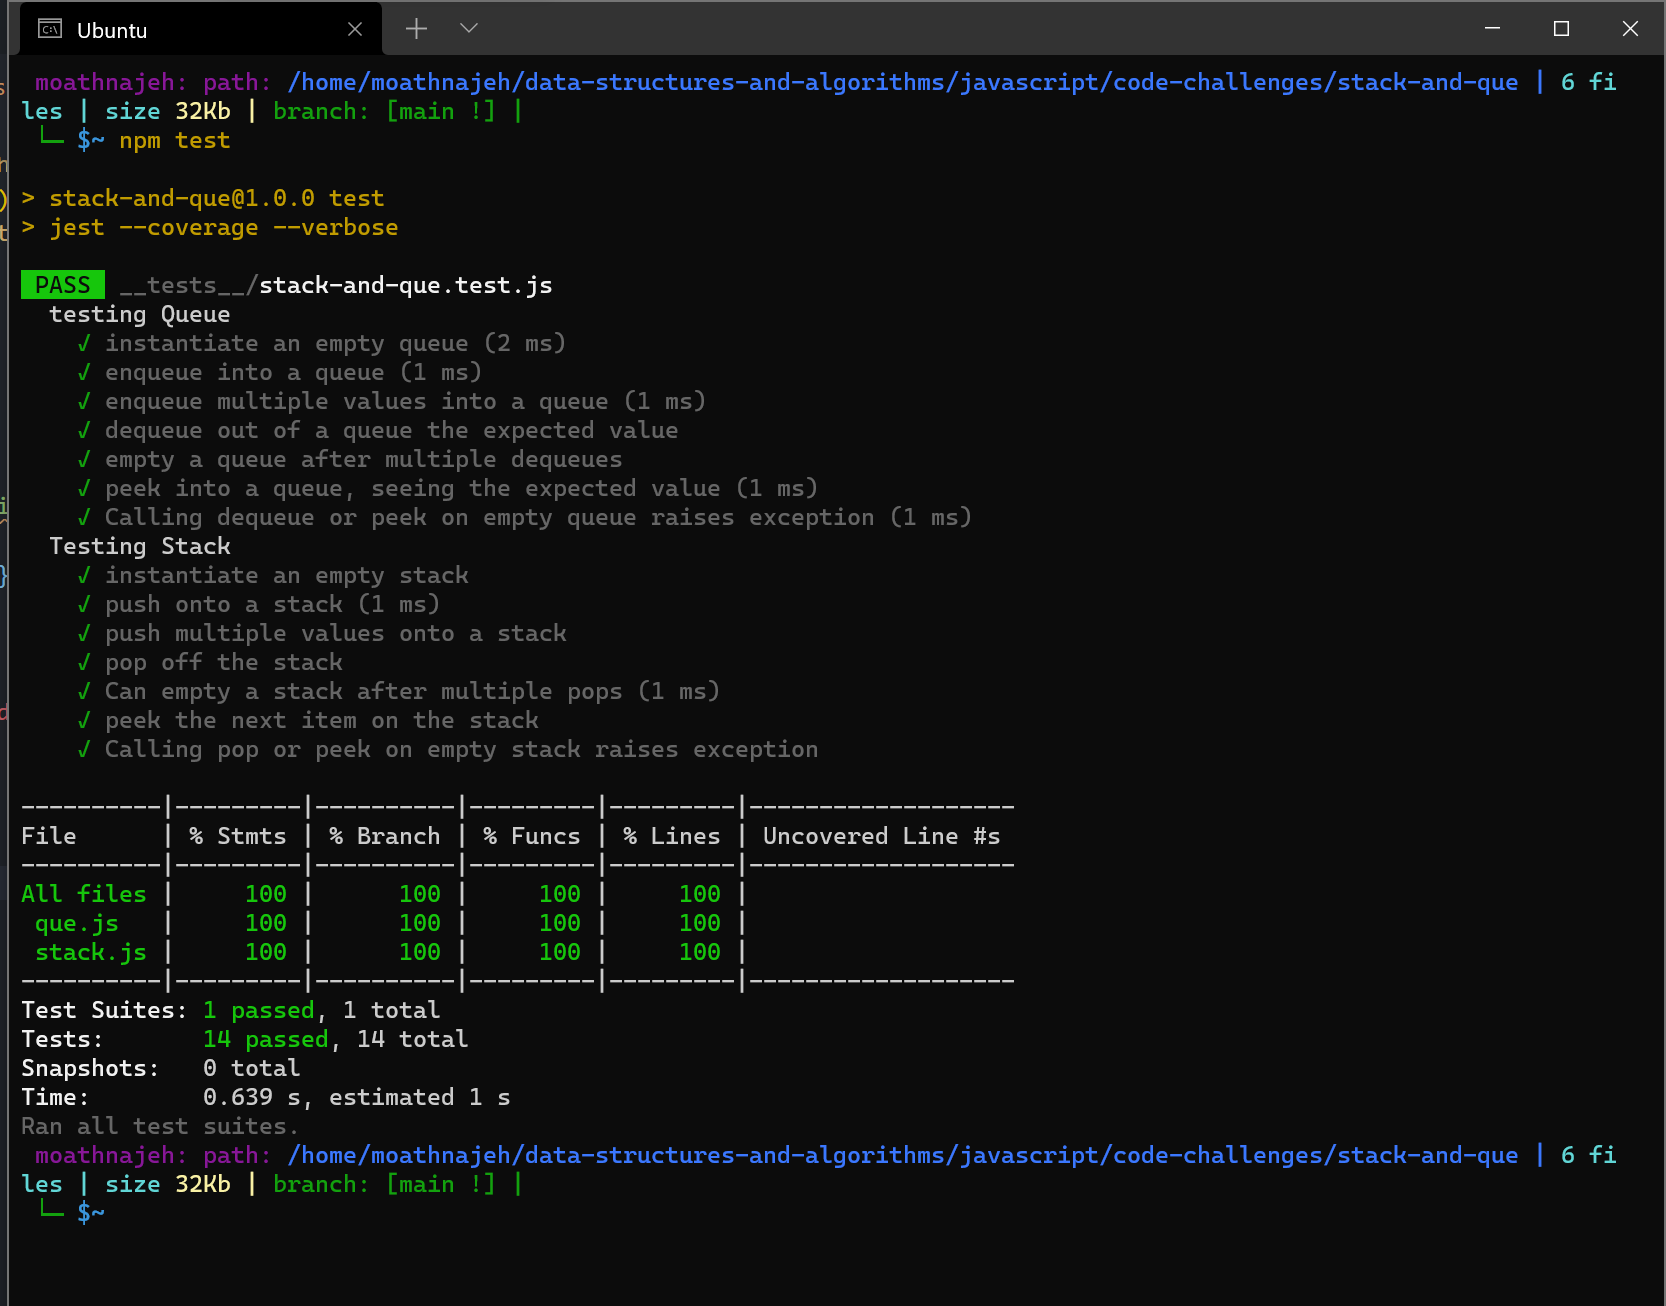 Ubuntu
moathnajeh: path: /home/moathnajeh/data-structures-and-algorithms/javascript/code-challenges/stack-and-que | 6 fi
les | size 32Kb | branch: [main !] |
└─ $~ npm test
> stack-and-que@1.0.0 test
> jest --coverage --verbose
PASS __tests__/stack-and-que.test.js
testing Queue
√ instantiate an empty queue (2 ms)
√ enqueue into a queue (1 ms)
√ enqueue multiple values into a queue (1 ms)
√ dequeue out of a queue the expected value
√ empty a queue after multiple dequeues
√ peek into a queue, seeing the expected value (1 ms)
√ Calling dequeue or peek on empty queue raises exception (1 ms)
Testing Stack
√ instantiate an empty stack
√ push onto a stack (1 ms)
√ push multiple values onto a stack
√ pop off the stack
√ Can empty a stack after multiple pops (1 ms)
√ peek the next item on the stack
√ Calling pop or peek on empty stack raises exception
----------|---------|----------|---------|---------|-------------------
File      | % Stmts | % Branch | % Funcs | % Lines | Uncovered Line #s
----------|---------|----------|---------|---------|-------------------
All files |     100 |      100 |     100 |     100 |
 que.js   |     100 |      100 |     100 |     100 |
 stack.js |     100 |      100 |     100 |     100 |
----------|---------|----------|---------|---------|-------------------
Test Suites: 1 passed, 1 total
Tests:       14 passed, 14 total
Snapshots:   0 total
Time:        0.639 s, estimated 1 s
Ran all test suites.
moathnajeh: path: /home/moathnajeh/data-structures-and-algorithms/javascript/code-challenges/stack-and-que | 6 fi
les | size 32Kb | branch: [main !] |
└─ $~